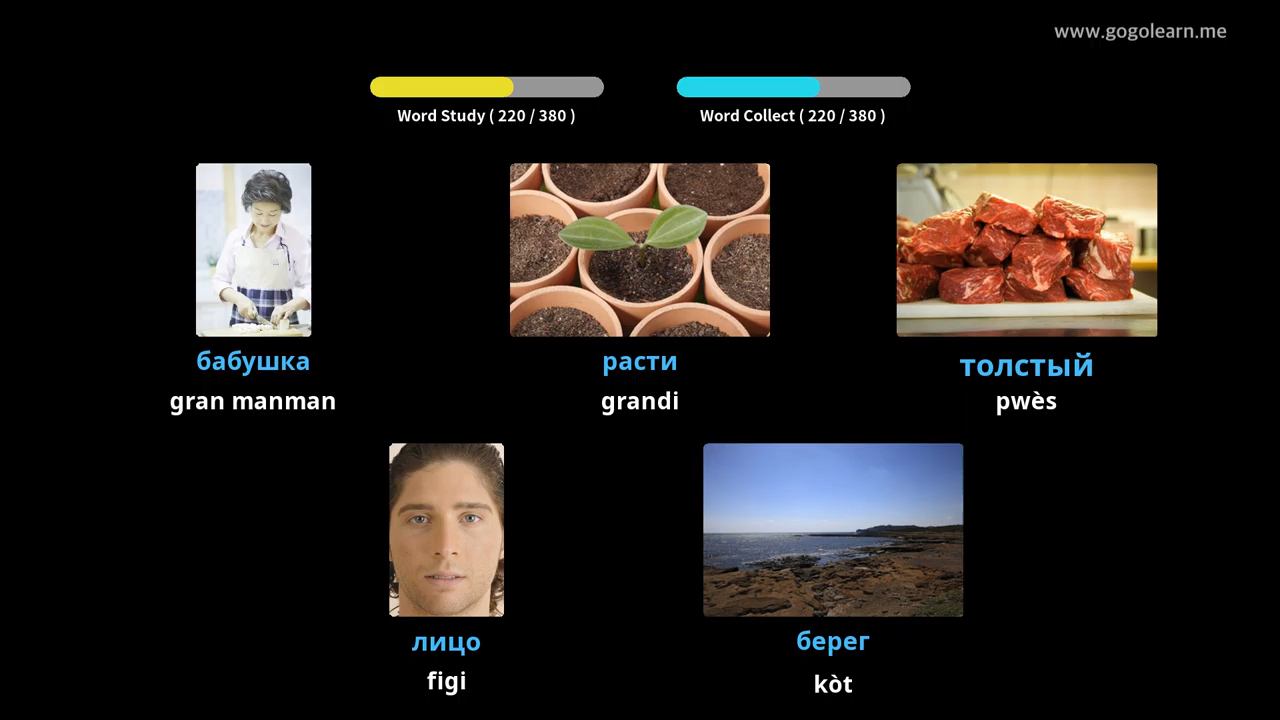 www.gogolearn.me
Word Study ( 220 / 380 )
Word Collect ( 220 / 380 )
бабушка
gran manman
расти
grandi
толстый
pwès
лицо
figi
берег
kòt